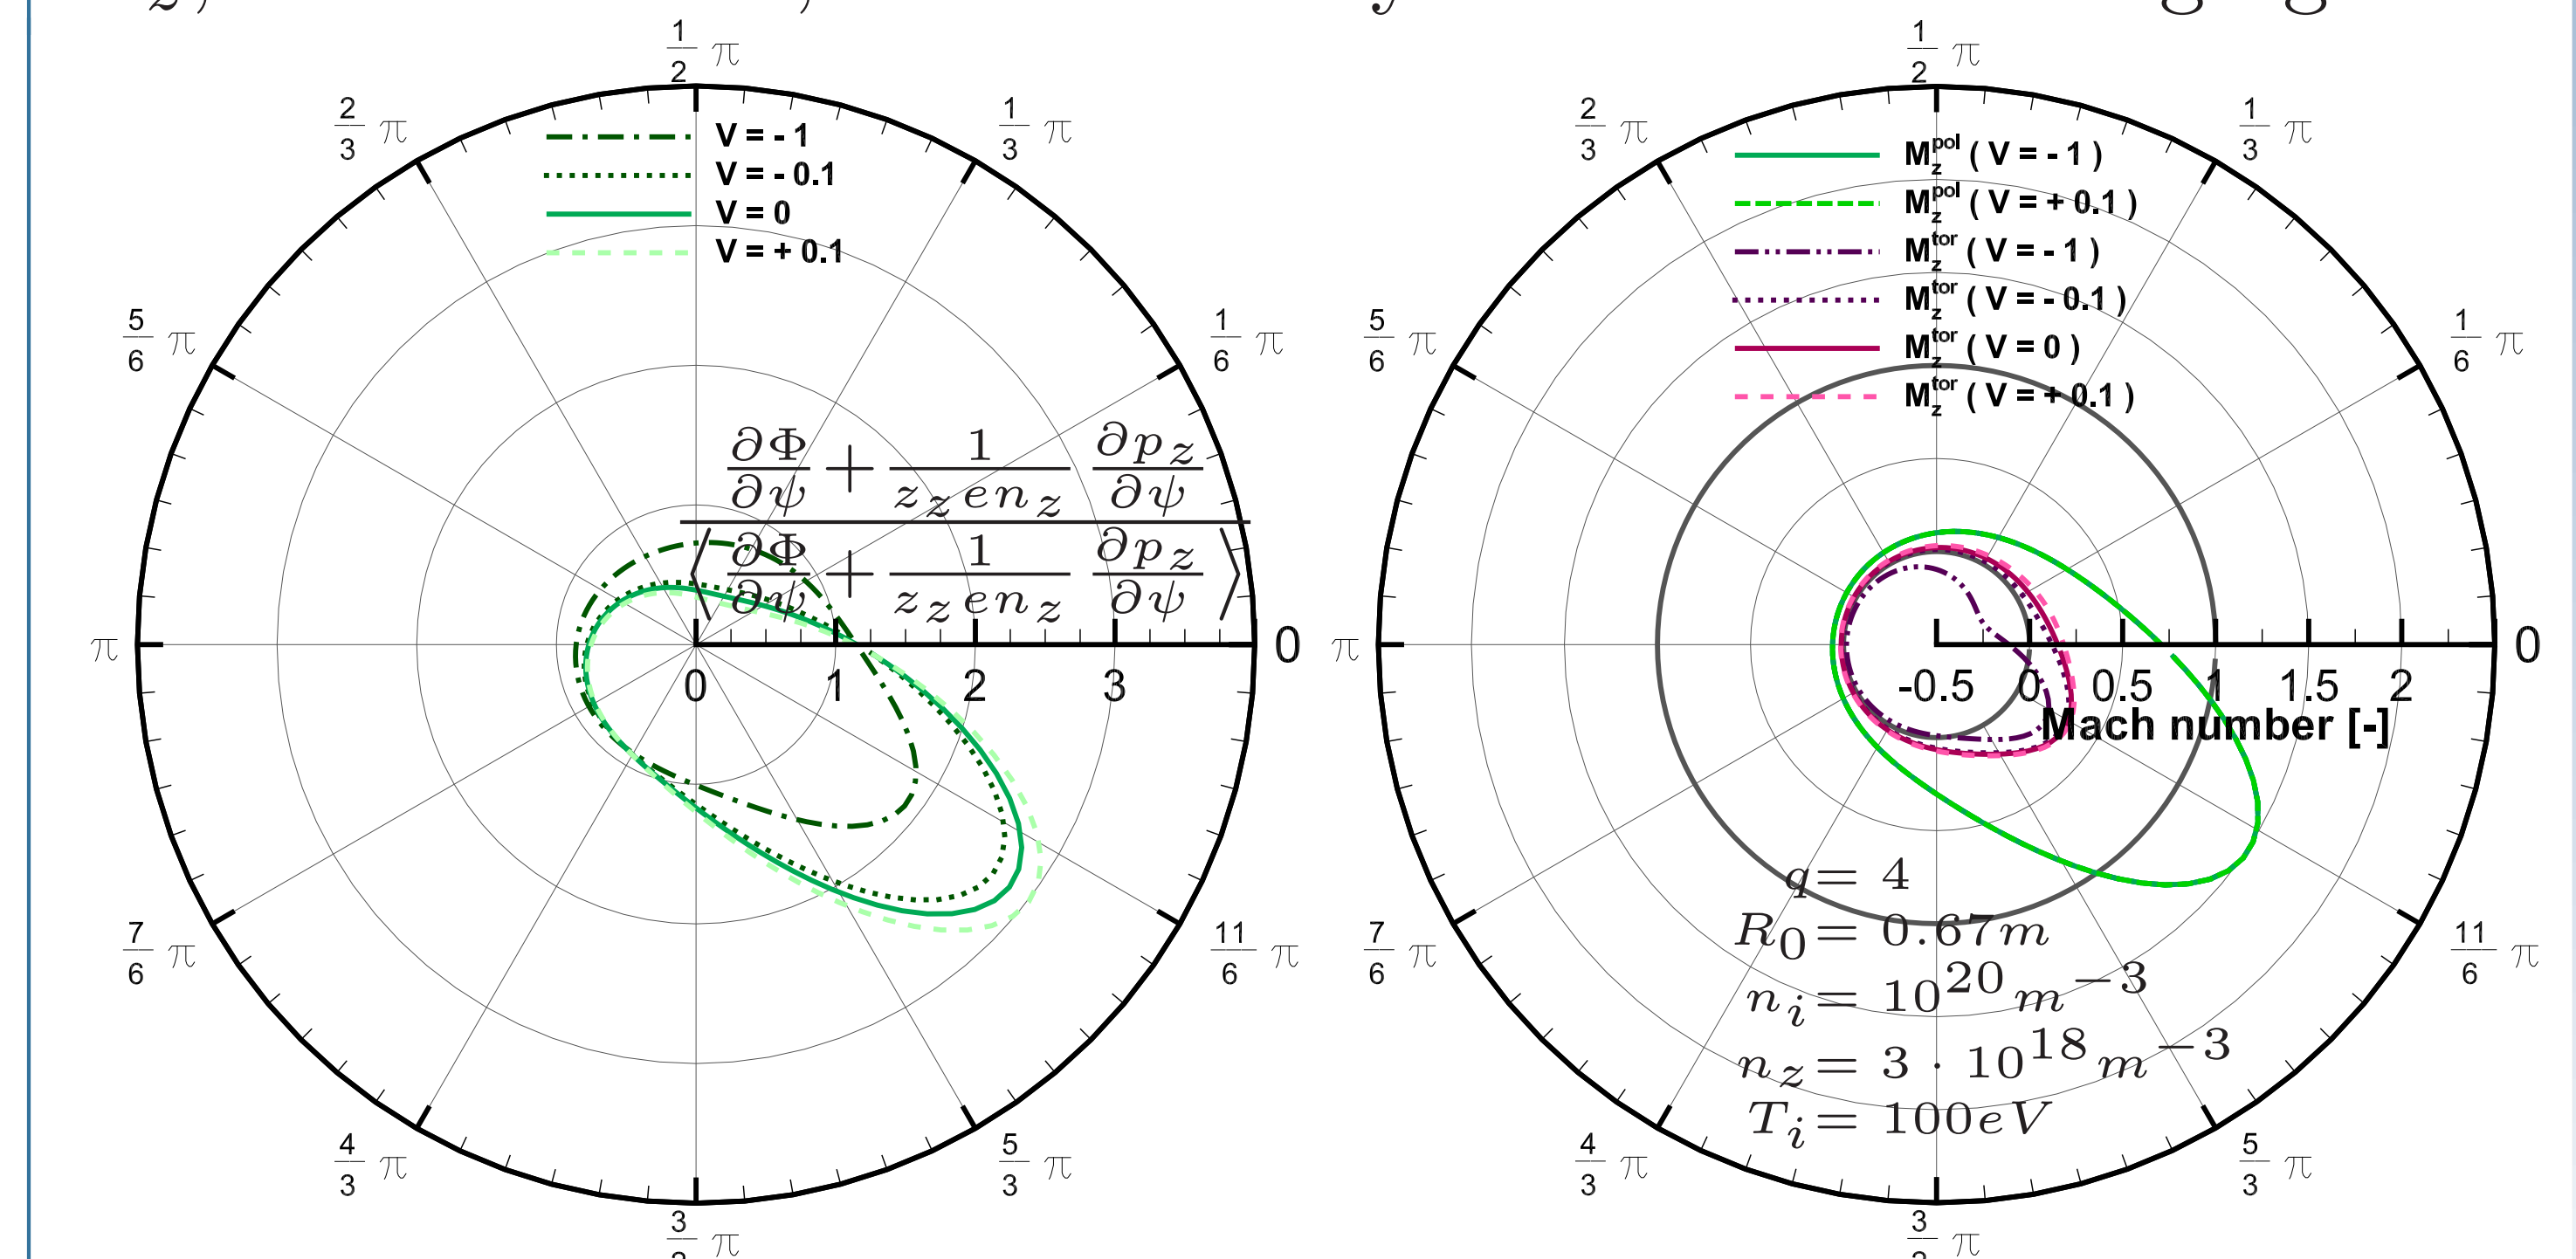 1/2 π
2/3 π
1/3 π
5/6 π
1/6 π
π
0
7/6 π
11/6 π
4/3 π
5/3 π
3/2 π
V = - 1
V = - 0.1
V = 0
V = + 0.1
∂Φ/∂ψ + 1/(z_z e n_z) ∂p_z/∂ψ
⟨∂Φ/∂ψ + 1/(z_z e n_z) ∂p_z/∂ψ⟩
0 1 2 3
1/2 π
2/3 π
1/3 π
5/6 π
1/6 π
π
0
7/6 π
11/6 π
4/3 π
5/3 π
3/2 π
M_z^pol ( V = - 1 )
M_z^pol ( V = + 0.1 )
M_z^tor ( V = - 1 )
M_z^tor ( V = - 0.1 )
M_z^tor ( V = 0 )
M_z^tor ( V = + 0.1 )
-0.5 0 0.5 1 1.5 2
Mach number [-]
q = 4
R_0 = 0.67m
n_i = 10^20 m^−3
n_z = 3 · 10^18 m^−3
T_i = 100eV